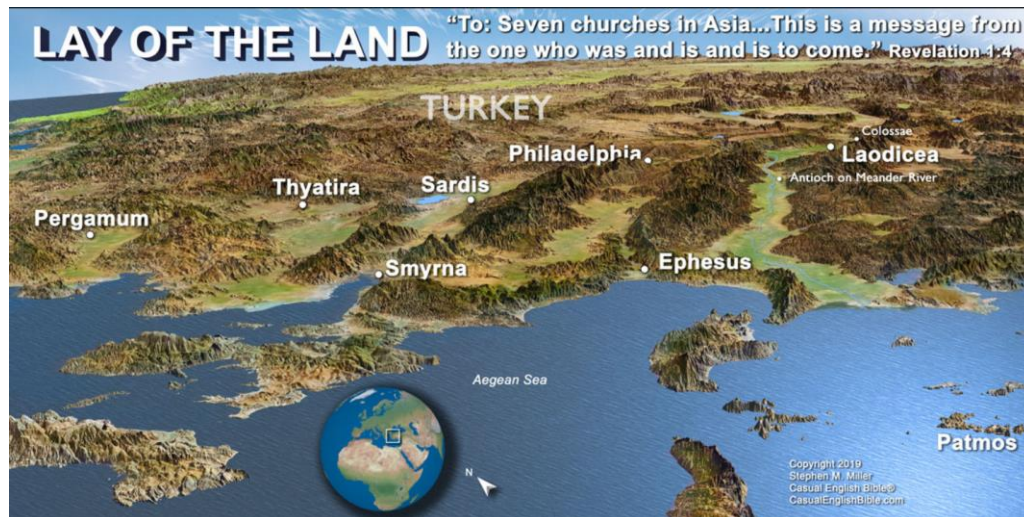 LAY OF THE LAND
“To: Seven churches in Asia...This is a message from
the one who was and is and is to come.” Revelation 1:4
TURKEY
Colossae
Philadelphia
Laodicea
Antioch on Meander River
Thyatira
Sardis
Pergamum
Smyrna
Ephesus
Aegean Sea
Patmos
N
Copyright 2019
Stephen M. Miller
Casual English Bible®
CasualEnglishBible.com